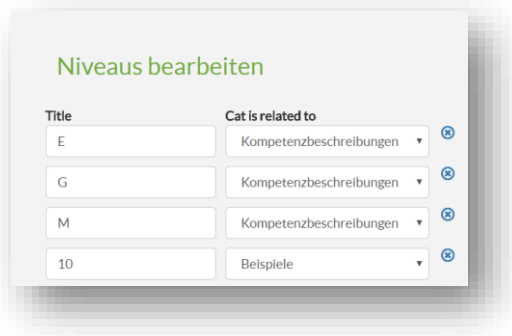 Niveaus bearbeiten
Title Cat is related to
E Kompetenzbeschreibungen
G Kompetenzbeschreibungen
M Kompetenzbeschreibungen
10 Beispiele